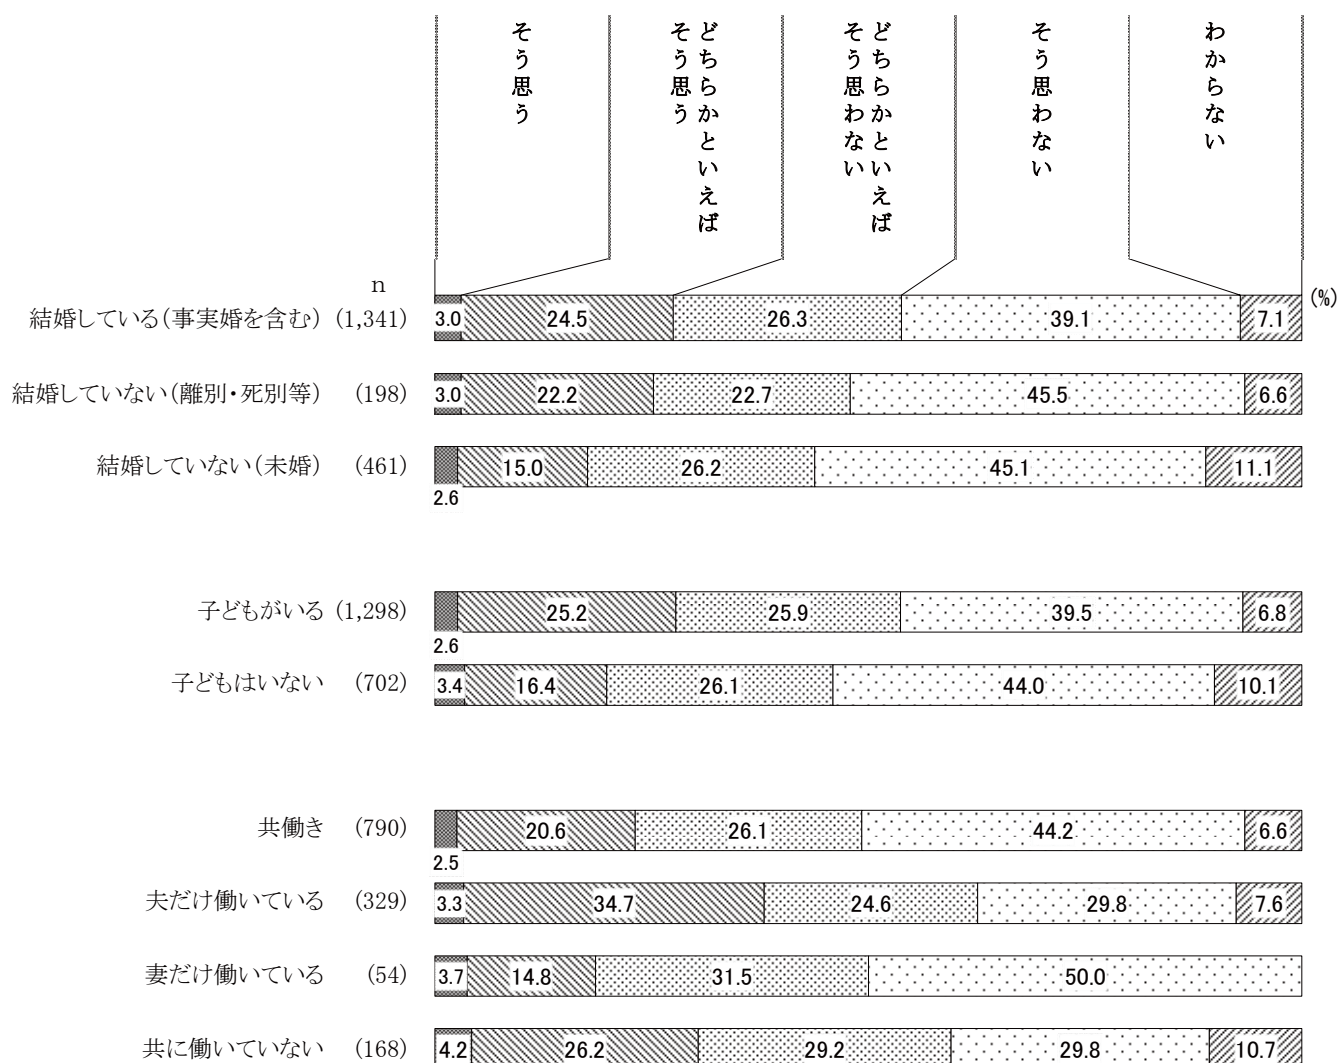 そう思う
どちらかといえば
そう思う
どちらかといえば
そう思わない
そう思わない
わからない
n
(%)
結婚している(事実婚を含む) (1,341) 3.0 24.5 26.3 39.1 7.1
結婚していない(離別・死別等) (198) 3.0 22.2 22.7 45.5 6.6
結婚していない(未婚) (461) 15.0 26.2 45.1 11.1
2.6
子どもがいる (1,298) 25.2 25.9 39.5 6.8
2.6
子どもはいない (702) 3.4 16.4 26.1 44.0 10.1
共働き (790) 20.6 26.1 44.2 6.6
2.5
夫だけ働いている (329) 3.3 34.7 24.6 29.8 7.6
妻だけ働いている (54) 3.7 14.8 31.5 50.0
共に働いていない (168) 4.2 26.2 29.2 29.8 10.7